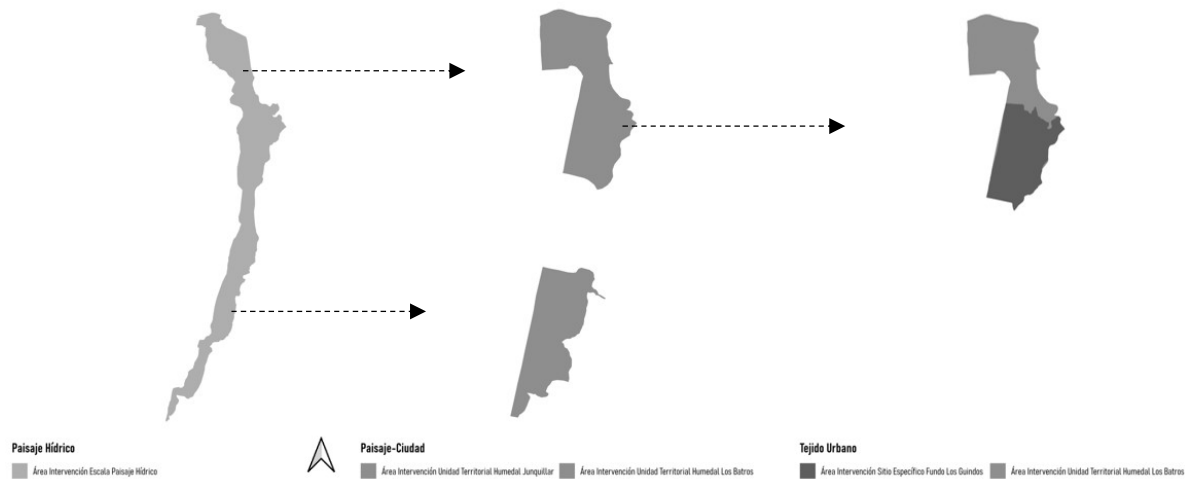 Paisaje Hídrico
Área Intervención Escala Paisaje Hídrico
Paisaje-Ciudad
Área Intervención Unidad Territorial Humedal Junquillar
Área Intervención Unidad Territorial Humedal Los Batros
Tejido Urbano
Área Intervención Sitio Específico Fundo Los Guindos
Área Intervención Unidad Territorial Humedal Los Batros